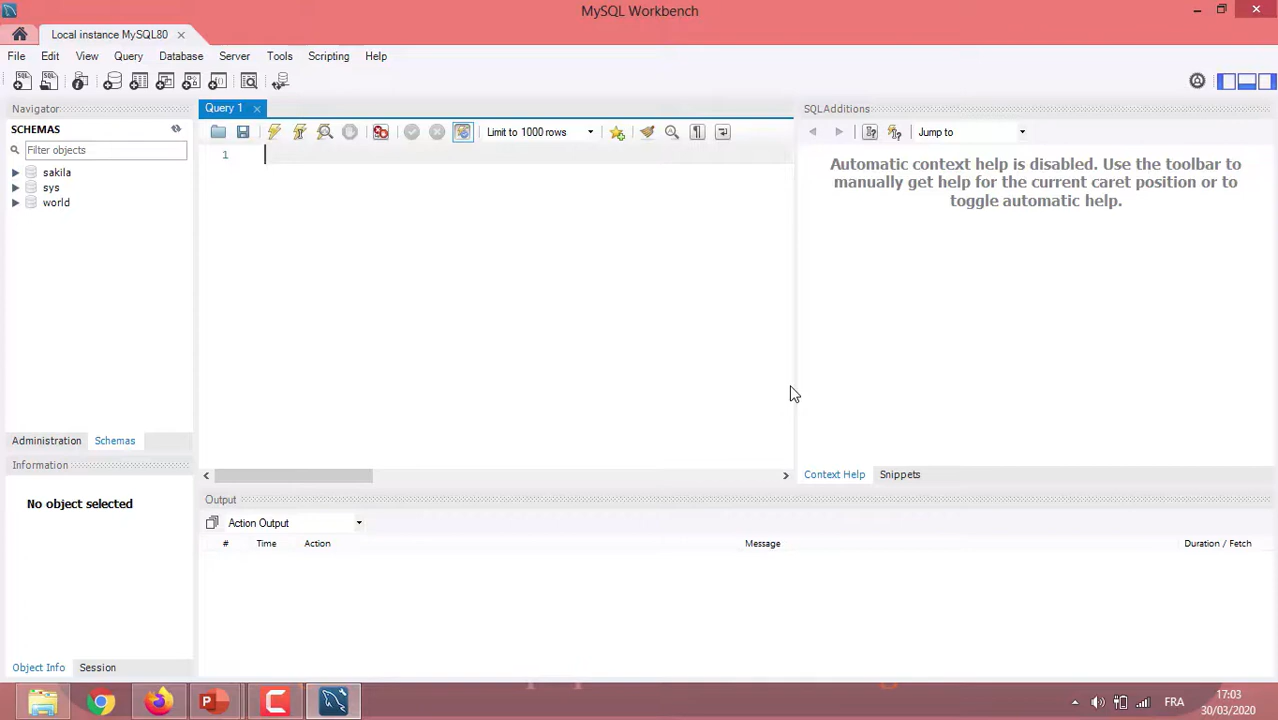 MySQL Workbench
Local instance MySQL80
File Edit View Query Database Server Tools Scripting Help
Navigator
SCHEMAS
Filter objects
sakila
sys
world
Administration Schemas
Information
No object selected
Object Info Session
Query 1
Limit to 1000 rows
1
SQLAdditions
Jump to
Automatic context help is disabled. Use the toolbar to
manually get help for the current caret position or to
toggle automatic help.
Context Help Snippets
Output
Action Output
# Time Action Message Duration / Fetch
FRA
17:03
30/03/2020